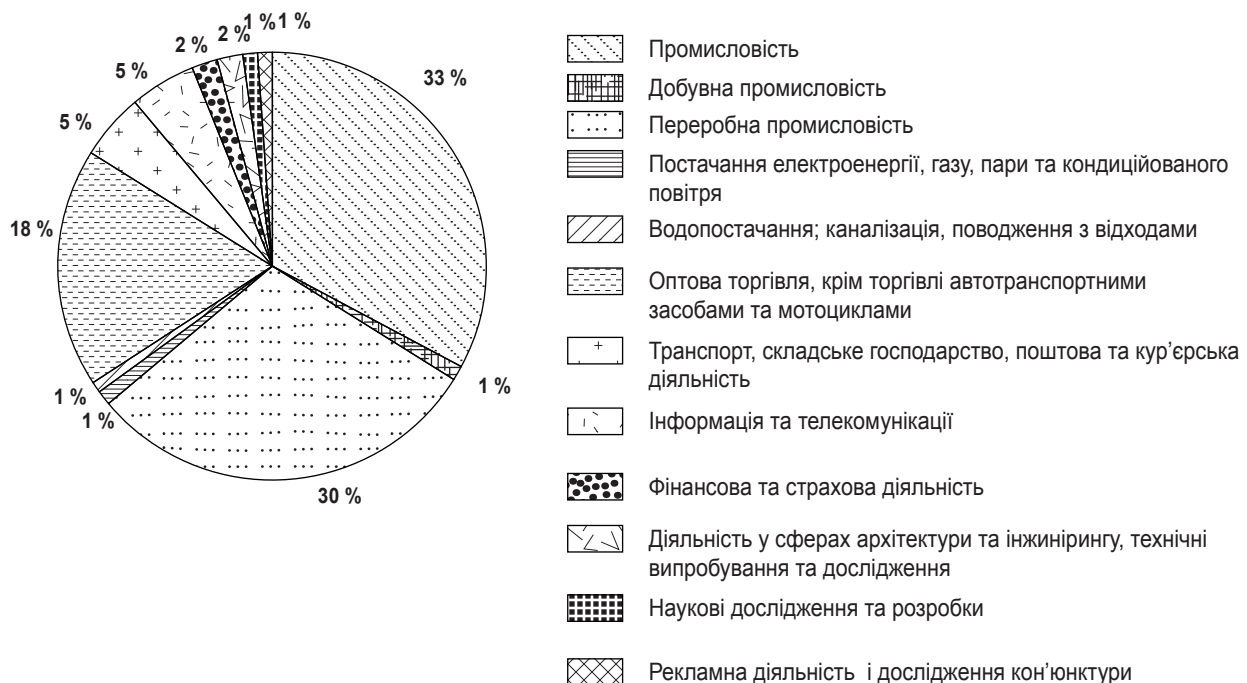 1 % 1 %
2 %
2 %
5 %
33 %
5 %
18 %
1 %
1 %
1 %
30 %
Промисловість
Добувна промисловість
Переробна промисловість
Постачання електроенергії, газу, пари та кондиційованого
повітря
Водопостачання; каналізація, поводження з відходами
Оптова торгівля, крім торгівлі автотранспортними
засобами та мотоциклами
Транспорт, складське господарство, поштова та кур’єрська
діяльність
Інформація та телекомунікації
Фінансова та страхова діяльність
Діяльність у сферах архітектури та інжинірингу, технічні
випробування та дослідження
Наукові дослідження та розробки
Рекламна діяльність і дослідження кон’юнктури